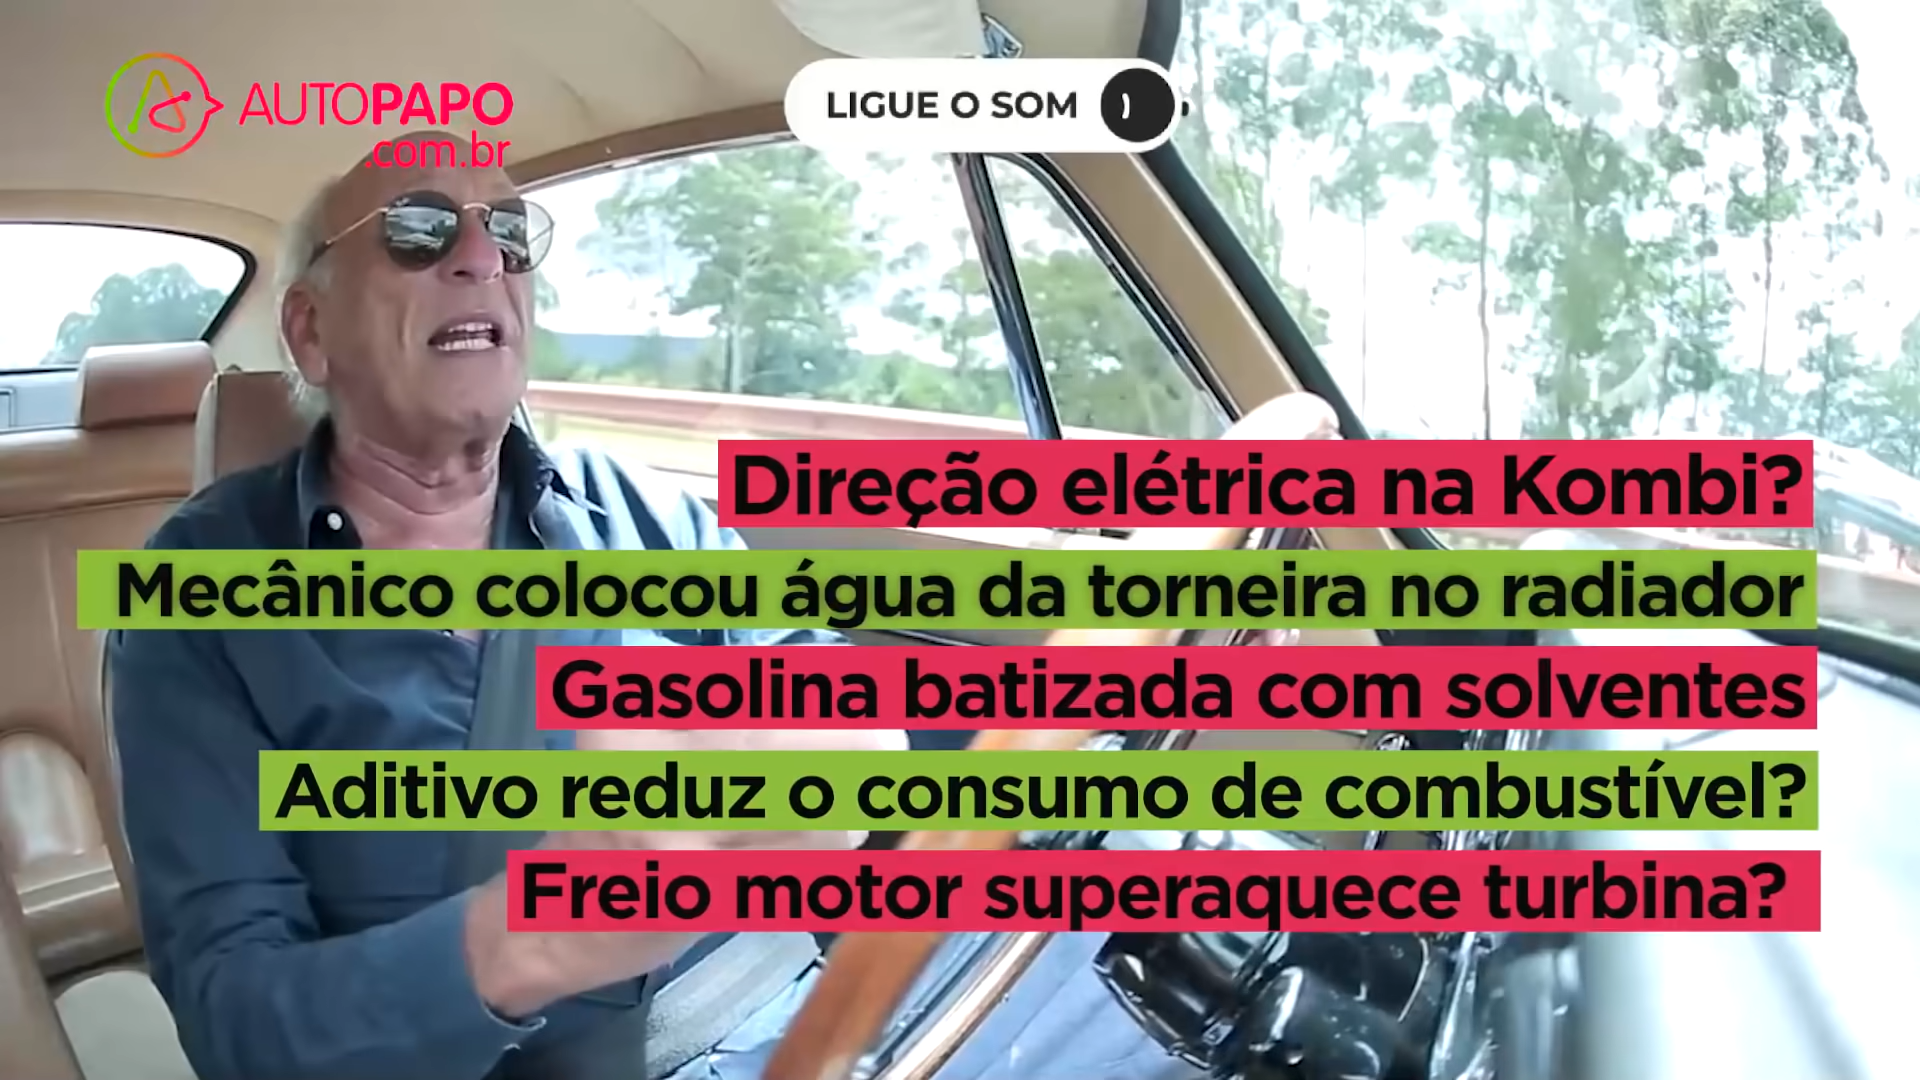 AUTOPAPO
.com.br
LIGUE O SOM
Direção elétrica na Kombi?
Mecânico colocou água da torneira no radiador
Gasolina batizada com solventes
Aditivo reduz o consumo de combustível?
Freio motor superaquece turbina?